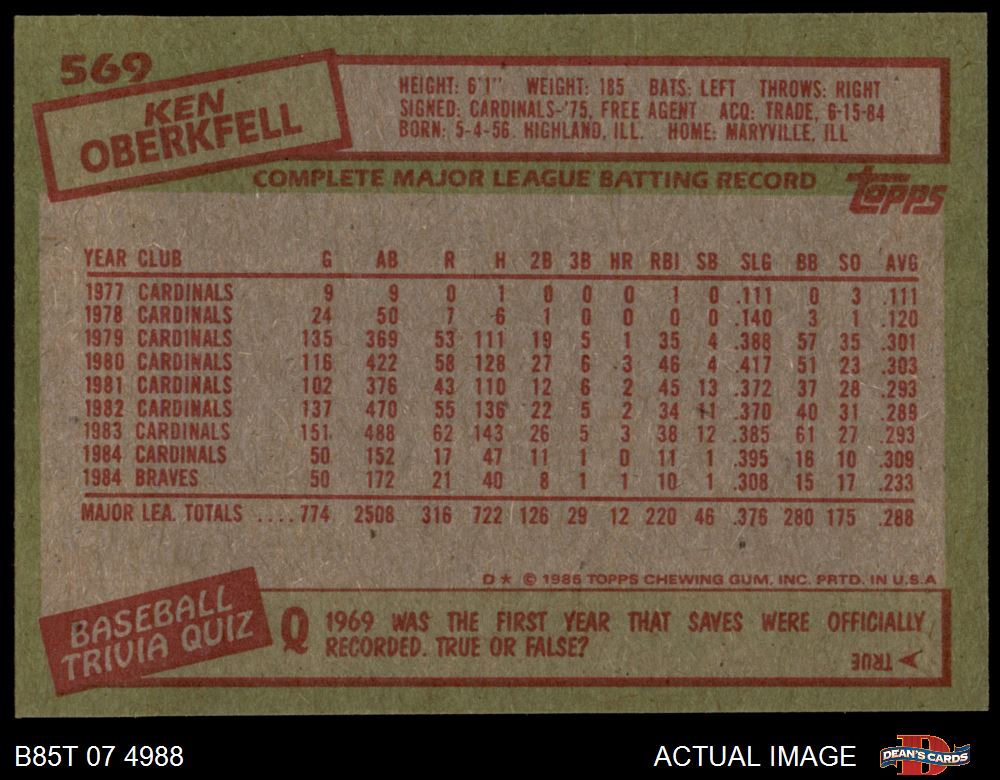 569
KEN
OBERKFELL
HEIGHT: 6'1" WEIGHT: 185 BATS: LEFT THROWS: RIGHT
SIGNED: CARDINALS-'75, FREE AGENT ACQ: TRADE, 6-15-84
BORN: 5-4-56, HIGHLAND, ILL. HOME: MARYVILLE, ILL
COMPLETE MAJOR LEAGUE BATTING RECORD
topps
YEAR CLUB G AB R H 2B 3B HR RBI SB SLG BB SO AVG
1977 CARDINALS 9 9 0 1 0 0 0 1 0 .111 0 3 .111
1978 CARDINALS 24 50 7 6 1 0 0 0 0 .140 3 1 .120
1979 CARDINALS 135 369 53 111 19 5 1 35 4 .388 57 35 .301
1980 CARDINALS 116 422 58 128 27 6 3 46 4 .417 51 23 .303
1981 CARDINALS 102 376 43 110 12 6 2 45 13 .372 37 28 .293
1982 CARDINALS 137 470 55 136 22 5 2 34 11 .370 40 31 .289
1983 CARDINALS 151 488 62 143 26 5 3 38 12 .385 61 27 .293
1984 CARDINALS 50 152 17 47 11 1 0 11 1 .395 18 10 .309
1984 BRAVES 50 172 21 40 8 1 1 10 1 .308 15 17 .233
MAJOR LEA. TOTALS .... 774 2508 316 722 126 29 12 220 46 .376 280 175 .288
D* © 1985 TOPPS CHEWING GUM, INC. PRTD. IN U.S.A
BASEBALL
TRIVIA QUIZ
Q 1969 WAS THE FIRST YEAR THAT SAVES WERE OFFICIALLY
RECORDED. TRUE OR FALSE?
TRUE
B85T 07 4988
ACTUAL IMAGE
DEAN'S CARDS